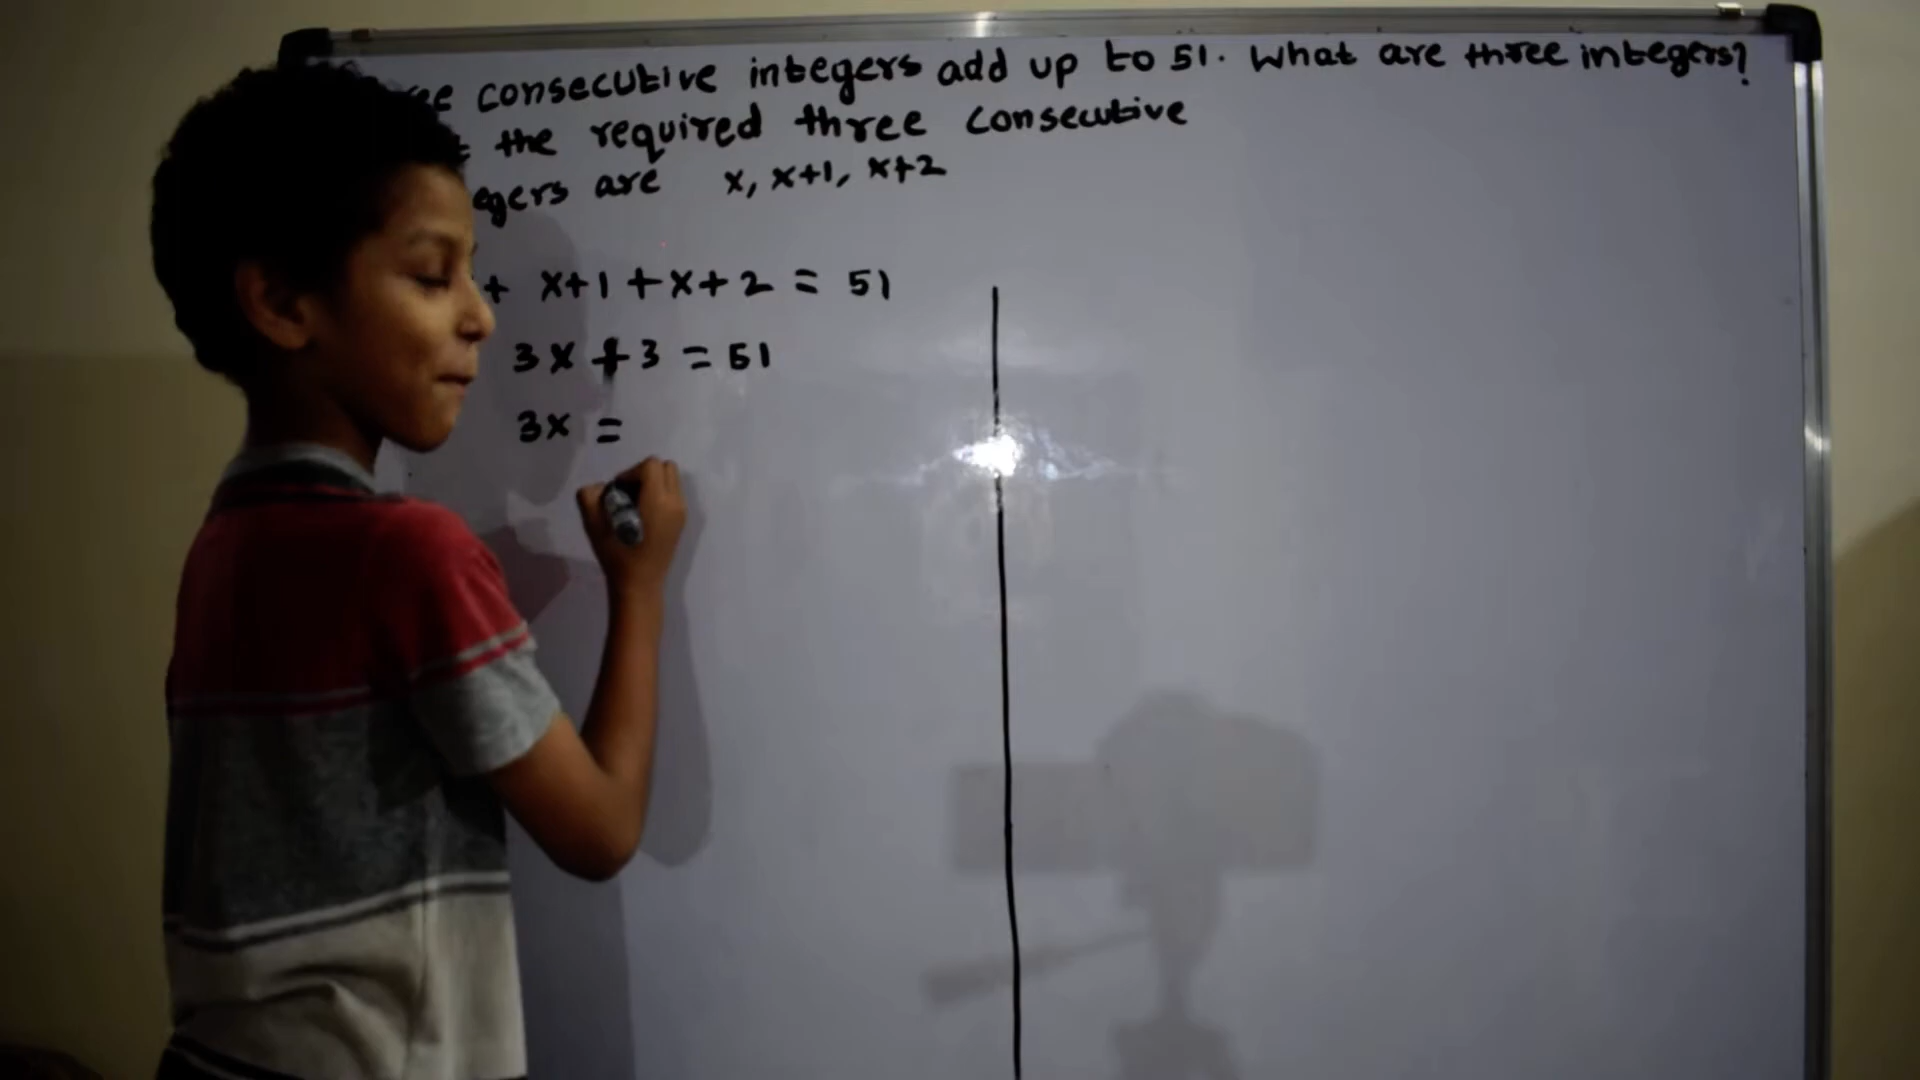 consecutive integers add up to 51. What are three integers?
the required three consecutive
are x, x+1, x+2
+ x+1 + x + 2 = 51
3x + 3 = 51
3x =